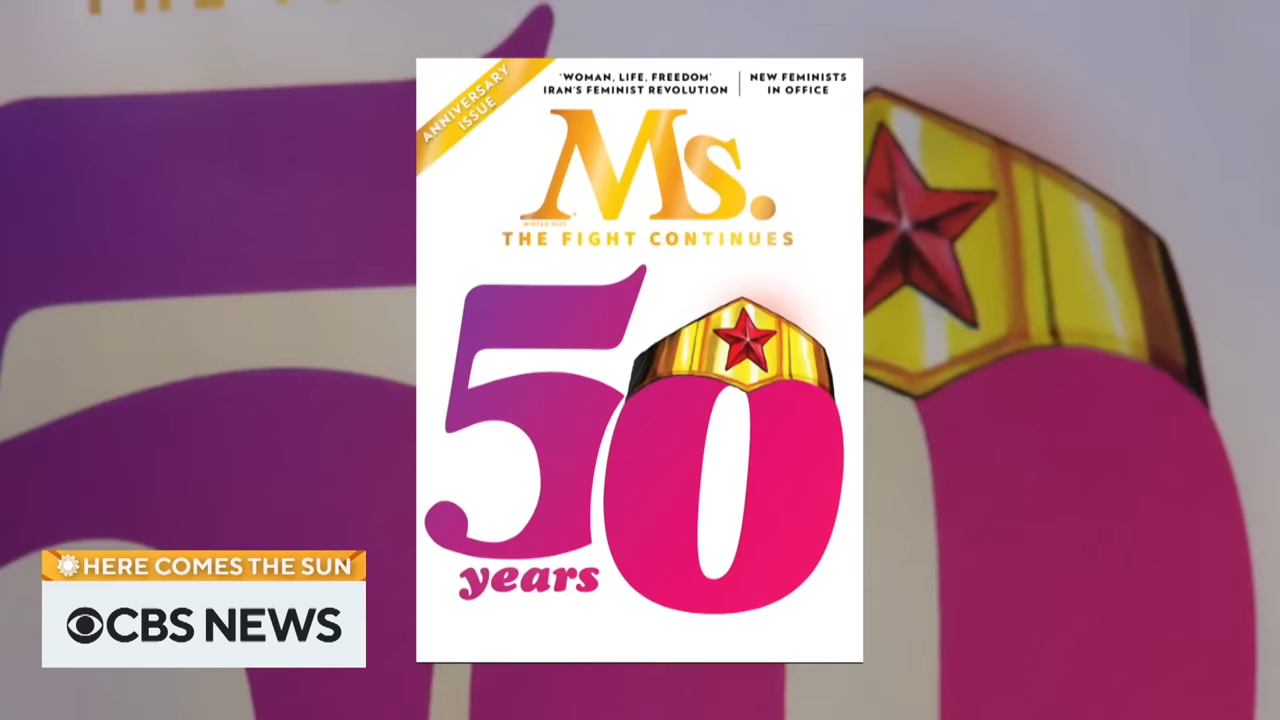 ANNIVERSARY
ISSUE
'WOMAN, LIFE, FREEDOM'
IRAN'S FEMINIST REVOLUTION
NEW FEMINISTS
IN OFFICE
Ms.
THE FIGHT CONTINUES
50
years
HERE COMES THE SUN
CBS NEWS